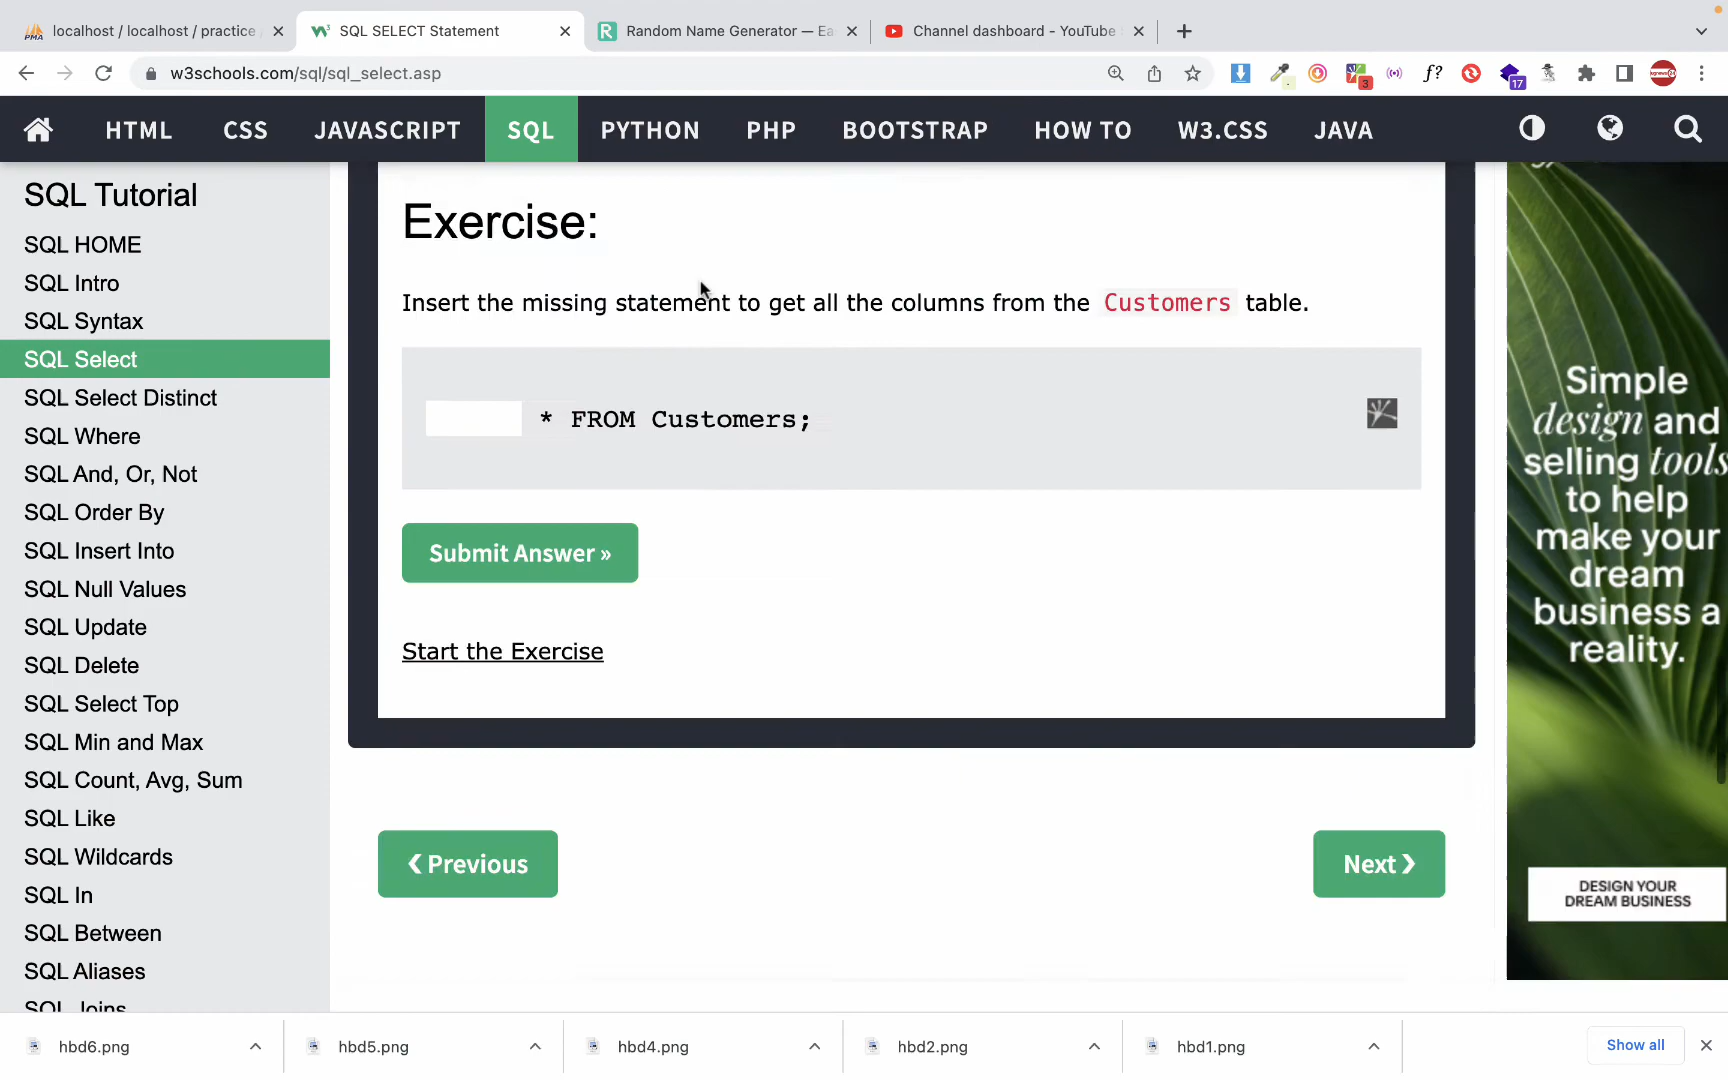 localhost / localhost / practice
SQL SELECT Statement
Random Name Generator — Ea
Channel dashboard - YouTube
w3schools.com/sql/sql_select.asp
3
f?
17
HTML
CSS
JAVASCRIPT
SQL
PYTHON
PHP
BOOTSTRAP
HOW TO
W3.CSS
JAVA
SQL Tutorial
SQL HOME
SQL Intro
SQL Syntax
SQL Select
SQL Select Distinct
SQL Where
SQL And, Or, Not
SQL Order By
SQL Insert Into
SQL Null Values
SQL Update
SQL Delete
SQL Select Top
SQL Min and Max
SQL Count, Avg, Sum
SQL Like
SQL Wildcards
SQL In
SQL Between
SQL Aliases
SQL Joins
Exercise:
Insert the missing statement to get all the columns from the Customers table.
* FROM Customers;
Submit Answer »
Start the Exercise
❮ Previous
Next ❯
Simple
design and
selling tools
to help
make your
dream
business a
reality.
DESIGN YOUR
DREAM BUSINESS
hbd6.png
hbd5.png
hbd4.png
hbd2.png
hbd1.png
Show all